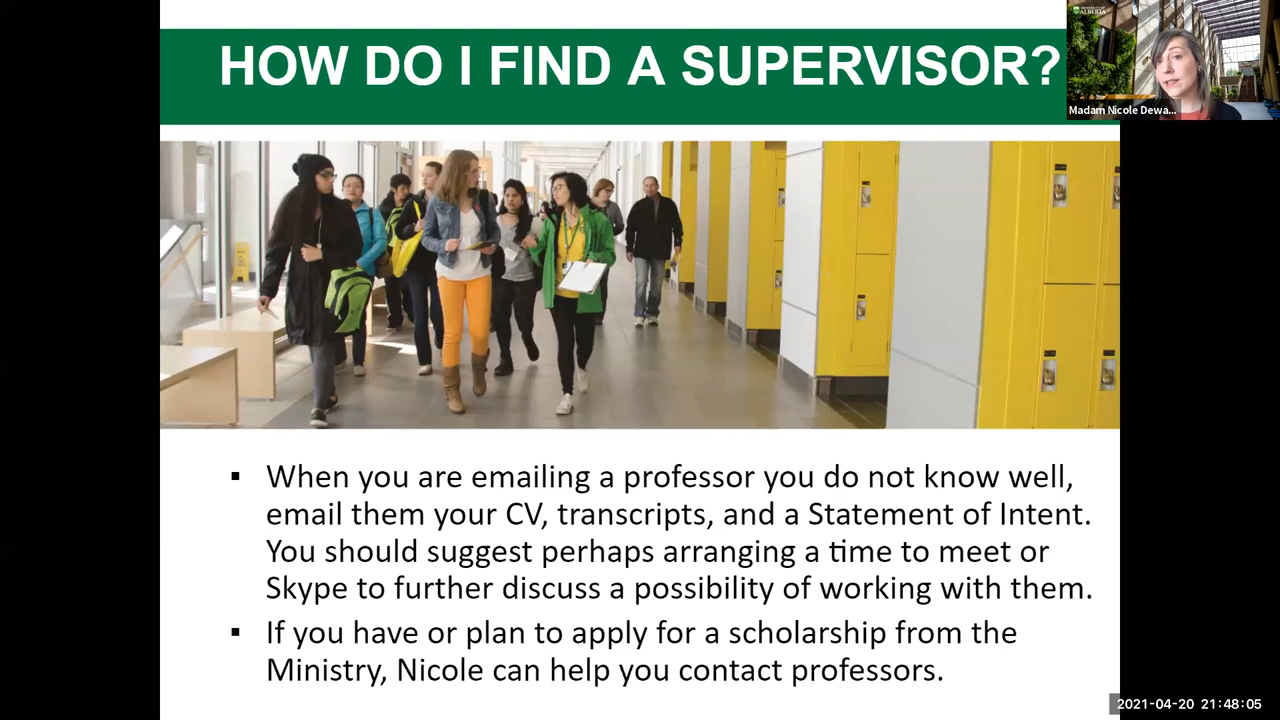 HOW DO I FIND A SUPERVISOR?
UNIVERSITY OF
ALBERTA
Madam Nicole Dewa...
▪ When you are emailing a professor you do not know well,
email them your CV, transcripts, and a Statement of Intent.
You should suggest perhaps arranging a time to meet or
Skype to further discuss a possibility of working with them.
▪ If you have or plan to apply for a scholarship from the
Ministry, Nicole can help you contact professors.
2021-04-20 21:48:05